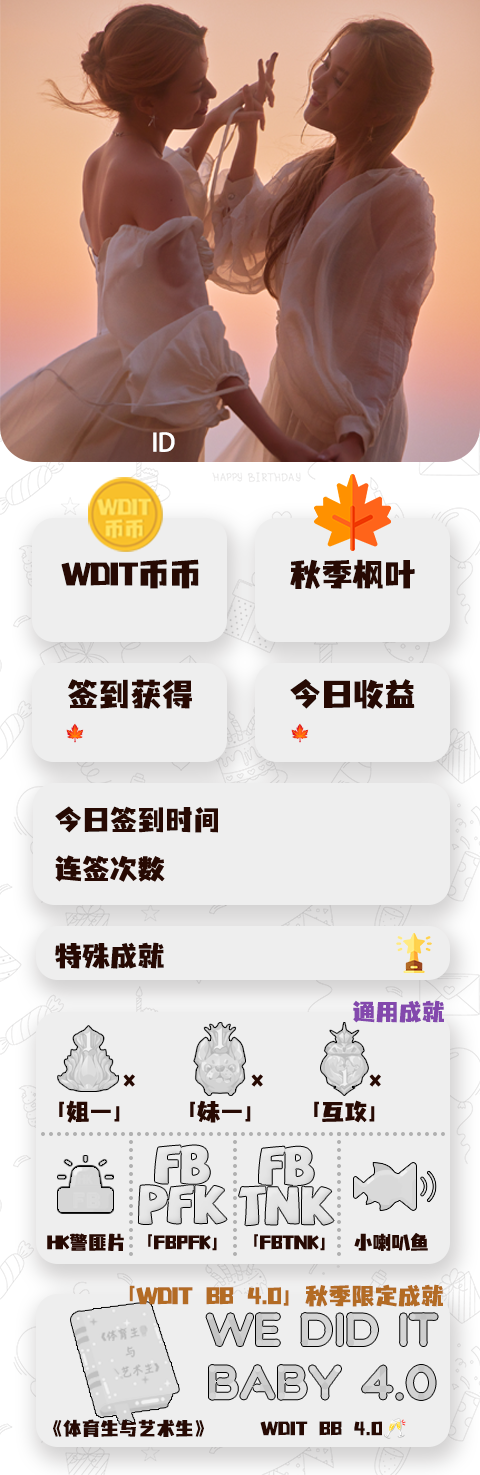 ID
HAPPY BIRTHDAY
WDIT
币币
WDIT币币
秋季枫叶
签到获得
今日收益
今日签到时间
连签次数
特殊成就
通用成就
1
1
1
×
×
×
「姐一」
「妹一」
「互攻」
FB
PFK
FB
TNK
HK警匪片
「FBPFK」
「FBTNK」
小喇叭鱼
「WDIT BB 4.0」秋季限定成就
《体育王
与
艺术王》
WE DID IT
BABY 4.0
《体育生与艺术生》
WDIT BB 4.0